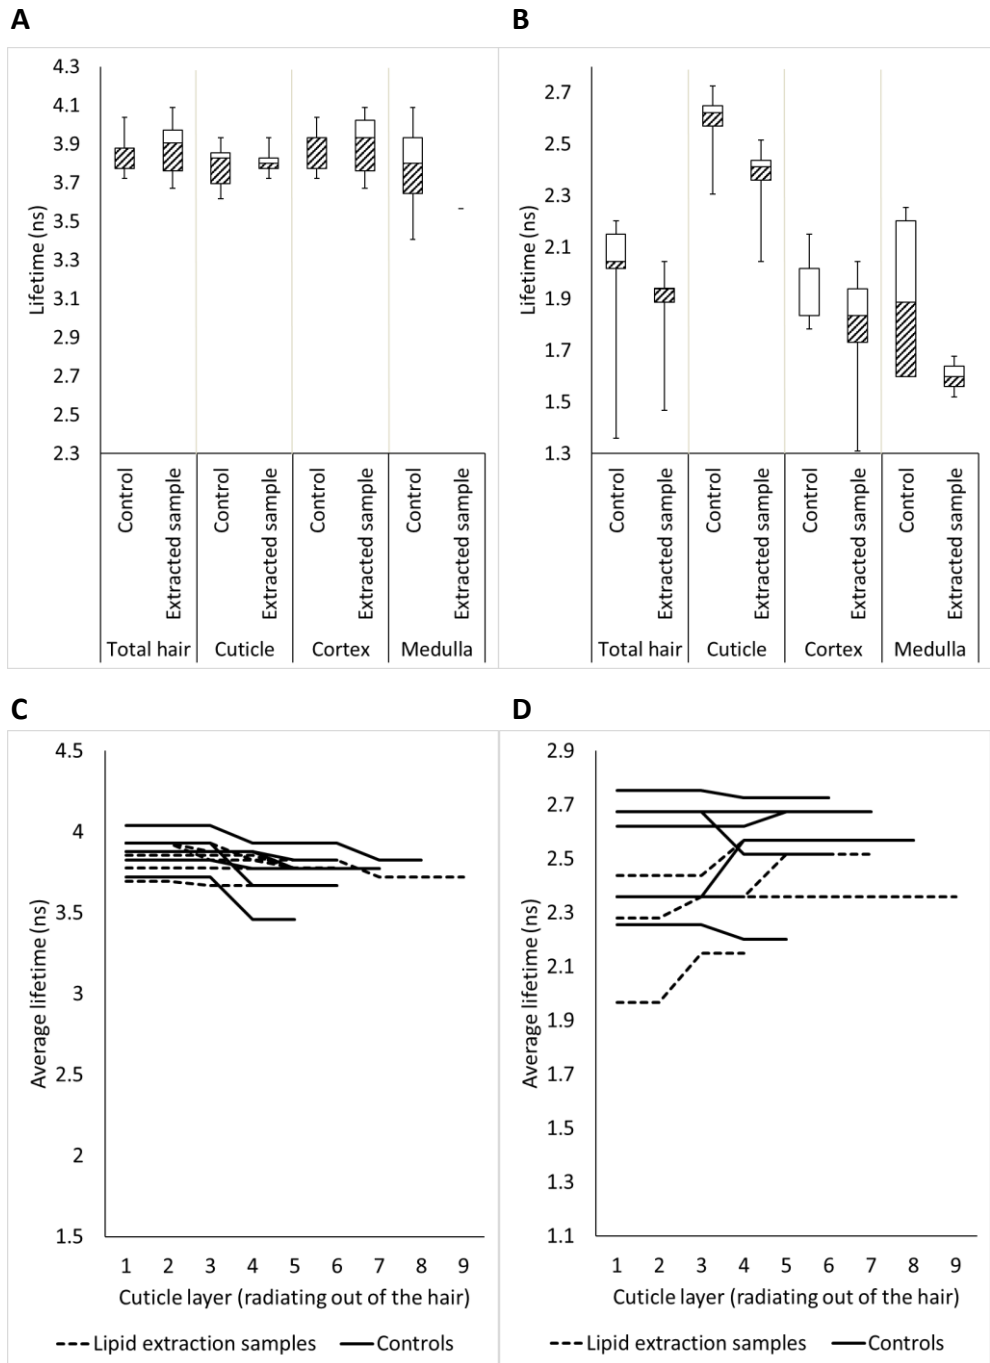 A
B
Lifetime (ns)
4.3
4.1
3.9
3.7
3.5
3.3
3.1
2.9
2.7
2.5
2.3
Control
Extracted sample
Control
Extracted sample
Control
Extracted sample
Control
Extracted sample
Total hair Cuticle Cortex Medulla
Lifetime (ns)
2.7
2.5
2.3
2.1
1.9
1.7
1.5
1.3
Control
Extracted sample
Control
Extracted sample
Control
Extracted sample
Control
Extracted sample
Total hair Cuticle Cortex Medulla
C
D
Average lifetime (ns)
4.5
4
3.5
3
2.5
2
1.5
1 2 3 4 5 6 7 8 9
Cuticle layer (radiating out of the hair)
Lipid extraction samples Controls
Average lifetime (ns)
2.9
2.7
2.5
2.3
2.1
1.9
1.7
1.5
1.3
1.1
1 2 3 4 5 6 7 8 9
Cuticle layer (radiating out of the hair)
Lipid extraction samples Controls